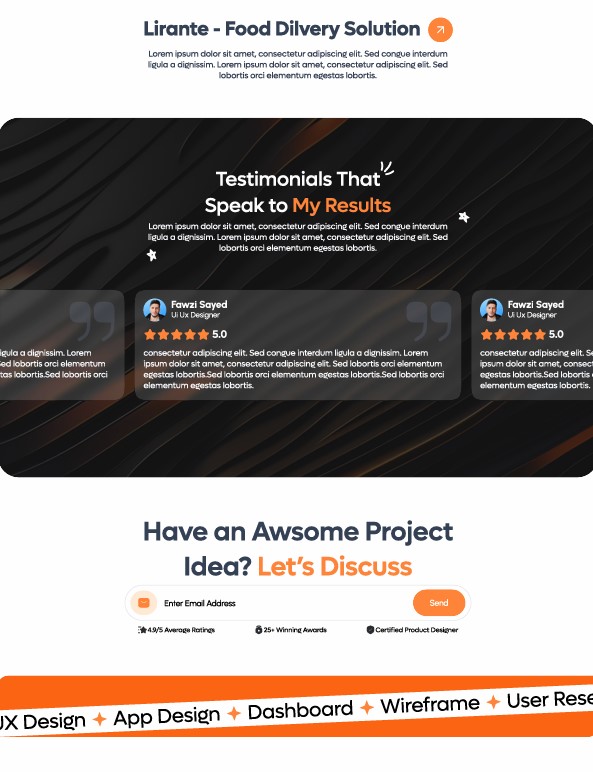 Lirante - Food Dilvery Solution
Lorem ipsum dolor sit amet, consectetur adipiscing elit. Sed congue interdum
ligula a dignissim. Lorem ipsum dolor sit amet, consectetur adipiscing elit. Sed
lobortis orci elementum egestas lobortis.
Testimonials That
Speak to My Results
Lorem ipsum dolor sit amet, consectetur adipiscing elit. Sed congue interdum
ligula a dignissim. Lorem ipsum dolor sit amet, consectetur adipiscing elit. Sed
lobortis orci elementum egestas lobortis.
ligula a dignissim. Lorem
Sed lobortis orci elementum
lobortis.Sed lobortis orci
Fawzi Sayed
Ui Ux Designer
5.0
consectetur adipiscing elit. Sed congue interdum ligula a dignissim. Lorem
ipsum dolor sit amet, consectetur adipiscing elit. Sed lobortis orci elementum
egestas lobortis.Sed lobortis orci elementum egestas lobortis.Sed lobortis orci
elementum egestas lobortis.
Fawzi Sayed
Ui Ux Designer
5.0
consectetur adipiscing elit.
ipsum dolor sit amet,
egestas lobortis.Sed
elementum egestas lobortis.
Have an Awsome Project
Idea? Let's Discuss
Enter Email Address
Send
4.9/5 Average Ratings
25+ Winning Awards
Certified Product Designer
UX Design App Design Dashboard Wireframe User Rese